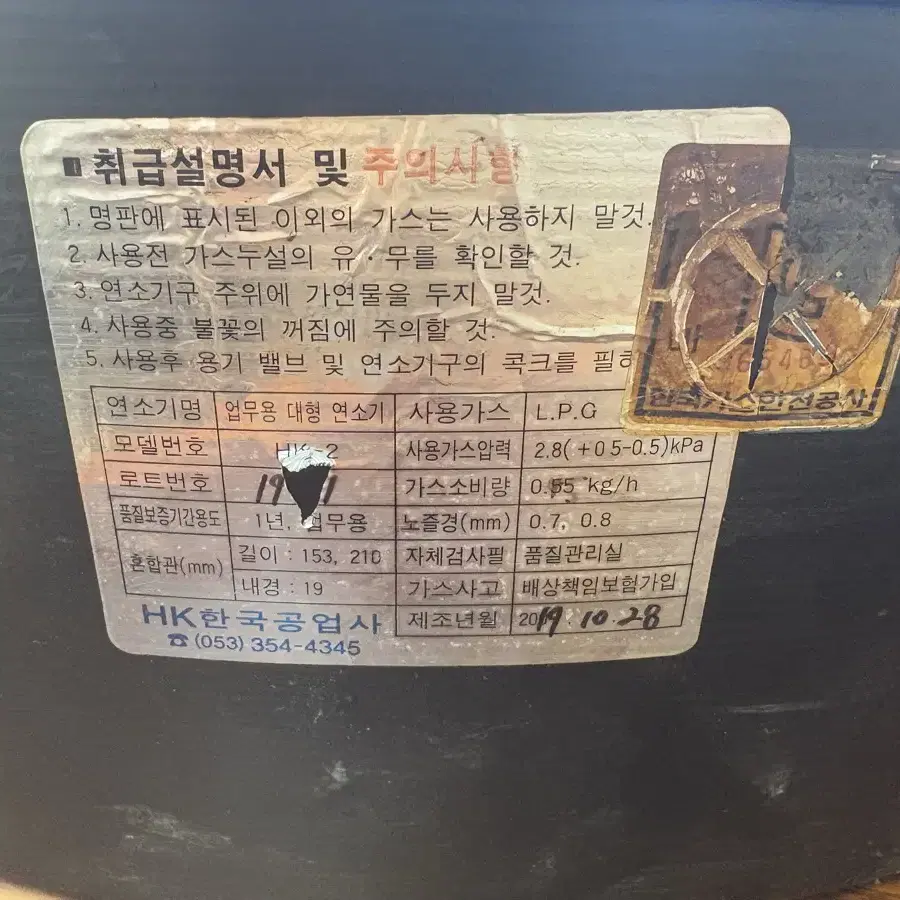 취급설명서 및 주의사항
1. 명판에 표시된 이외의 가스는 사용하지 말것.
2. 사용전 가스누설의 유·무를 확인할 것.
3. 연소기구 주위에 가연물을 두지 말것.
4. 사용중 불꽃의 꺼짐에 주의할 것.
5. 사용후 용기 밸브 및 연소기구의 콕크를 필히
한국가스안전공사
연소기명 업무용 대형 연소기 사용가스 L.P.G
모델번호 사용가스압력 2.8(+0.5-0.5)kPa
로트번호 가스소비량 0.55 kg/h
품질보증기간용도 1년, 업무용 노즐경(mm) 0.7, 0.8
혼합관(mm) 길이 : 153, 210 자체검사필 품질관리실
내경 : 19 가스사고 배상책임보험가입
제조년월 2019.10.28
HK한국공업사
☎(053) 354-4345